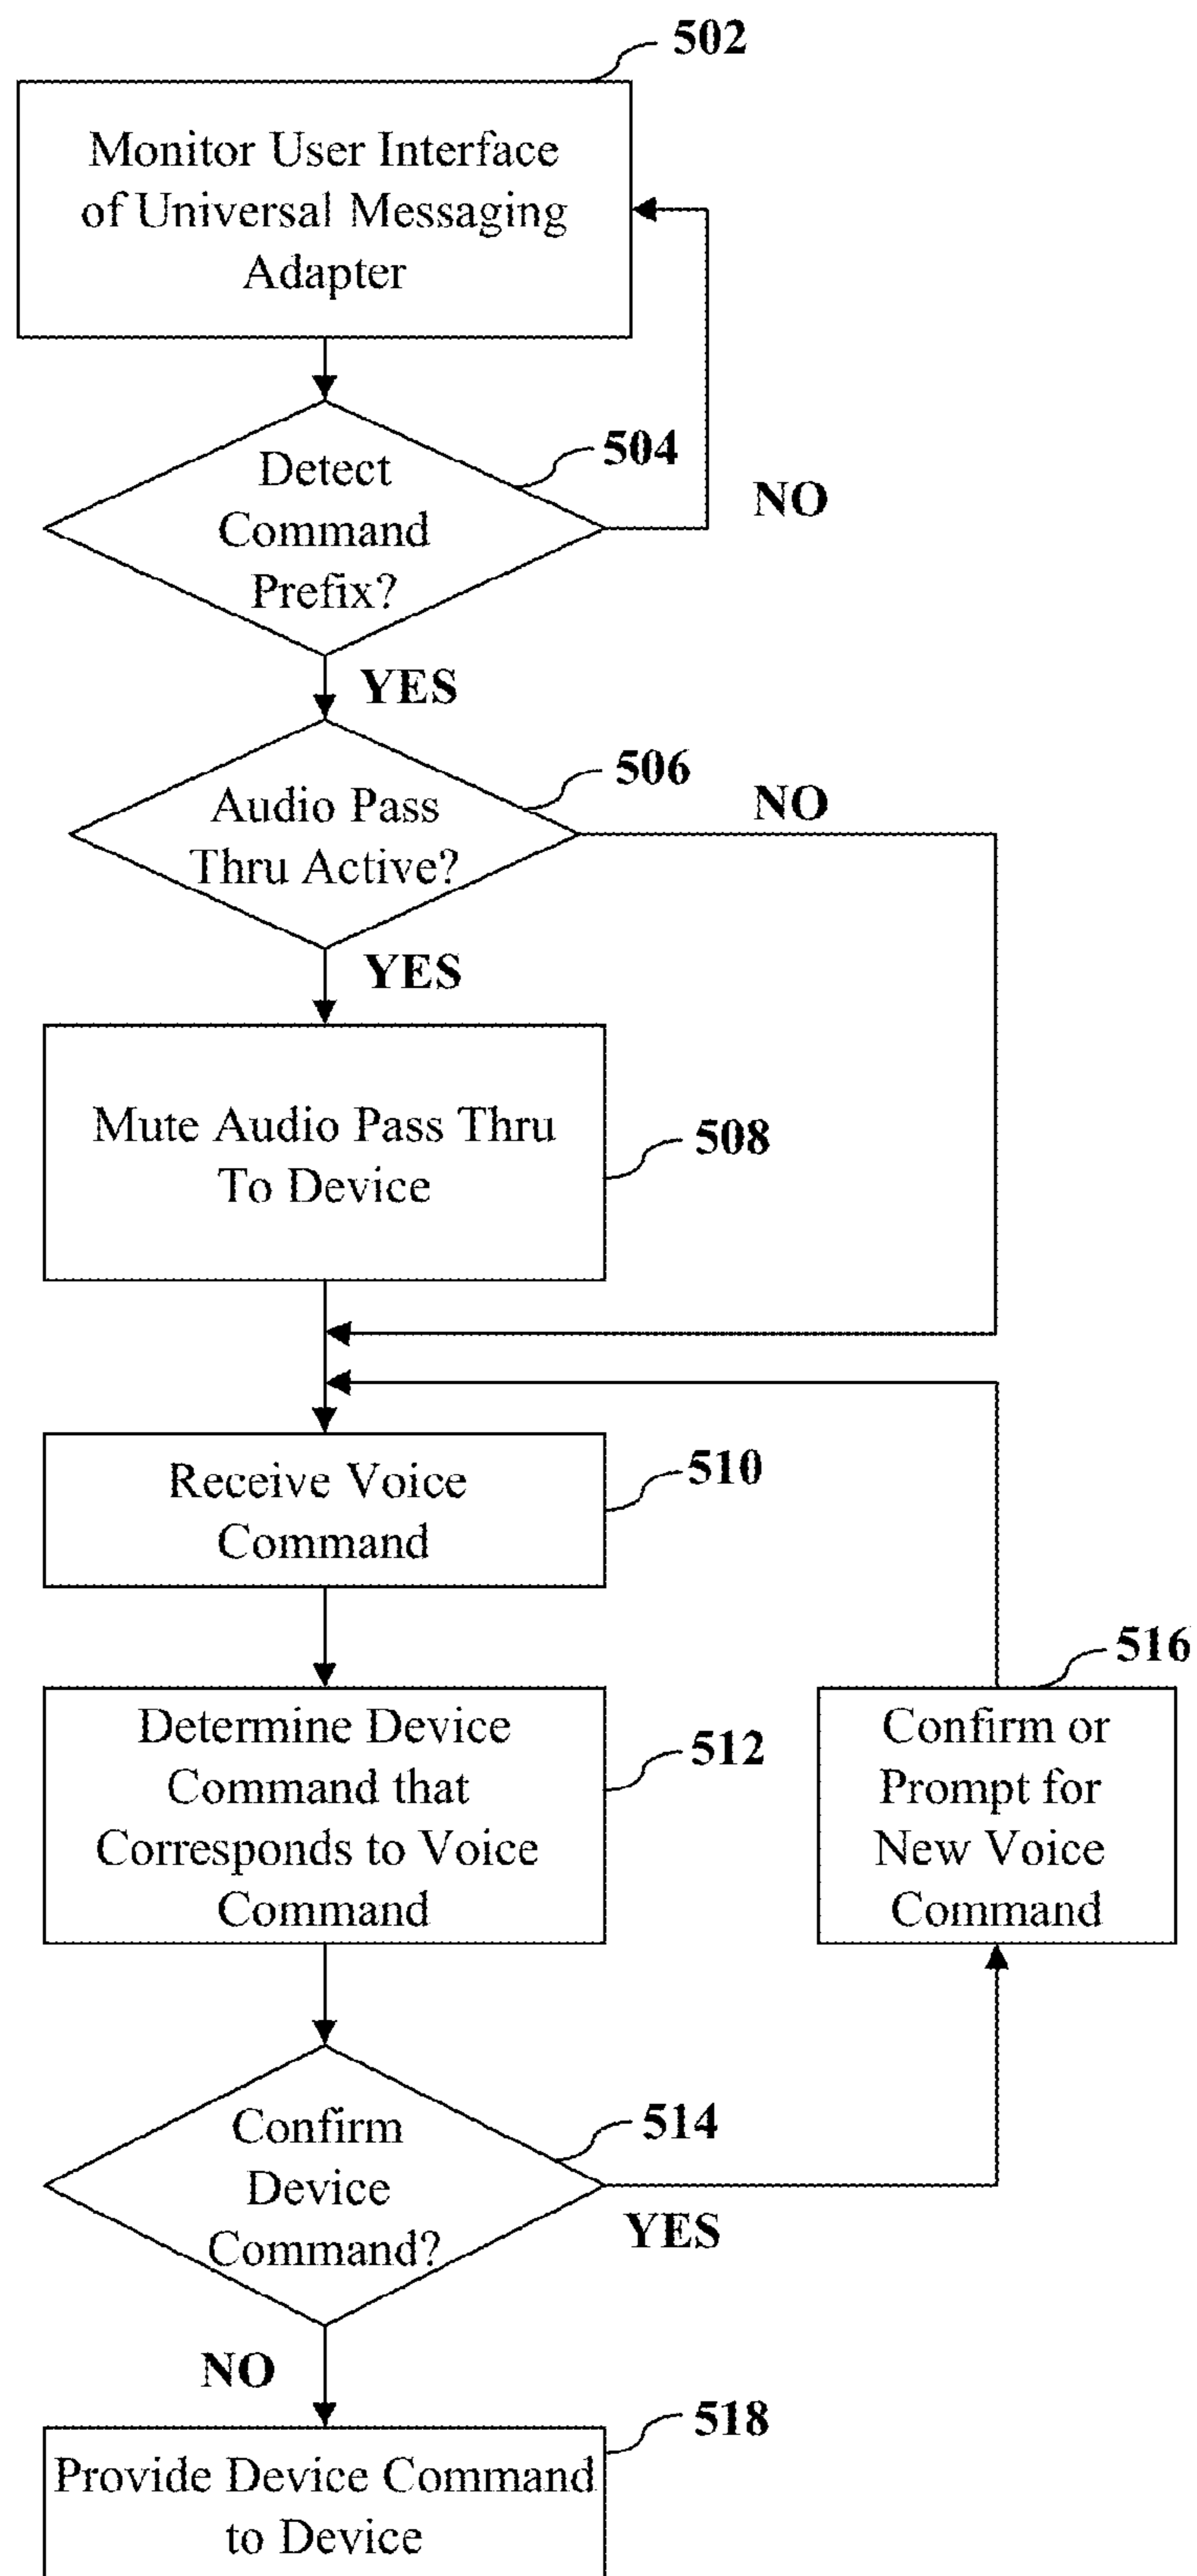 502
Monitor User Interface
of Universal Messaging
Adapter
504
Detect
Command
Prefix?
NO
YES
506
Audio Pass
Thru Active?
NO
YES
Mute Audio Pass Thru
To Device
508
Receive Voice
Command
510
Determine Device
Command that
Corresponds to Voice
Command
512
516
Confirm or
Prompt for
New Voice
Command
Confirm
Device
Command?
514
YES
NO
518
Provide Device Command
to Device